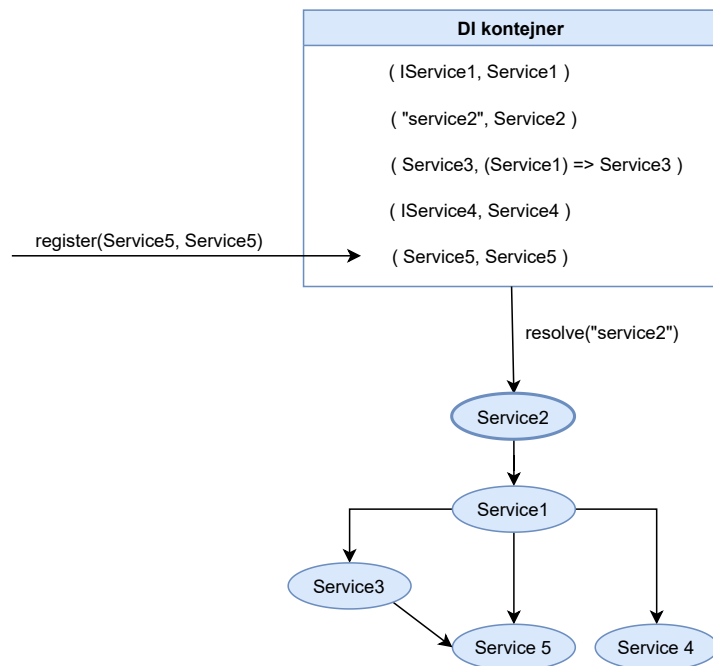 DI kontejner
( IService1, Service1 )
( "service2", Service2 )
( Service3, (Service1) => Service3 )
( IService4, Service4 )
register(Service5, Service5)
( Service5, Service5 )
resolve("service2")
Service2
Service1
Service3
Service 5
Service 4